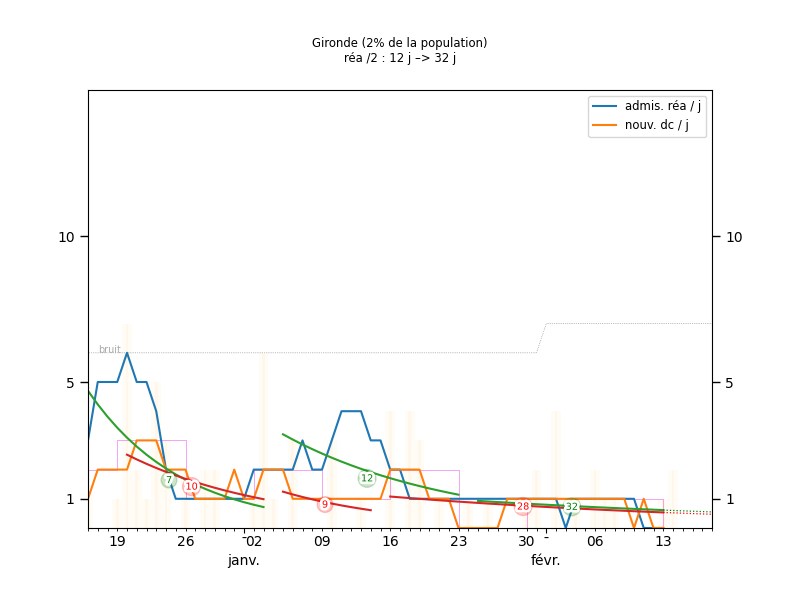 Gironde (2% de la population)
réa /2 : 12 j –> 32 j
admis. réa / j
nouv. dc / j
10 10
bruit
5 5
7 10 12
1 1
9 28 32
19 26 02 09 16 23 30 06 13
janv. févr.